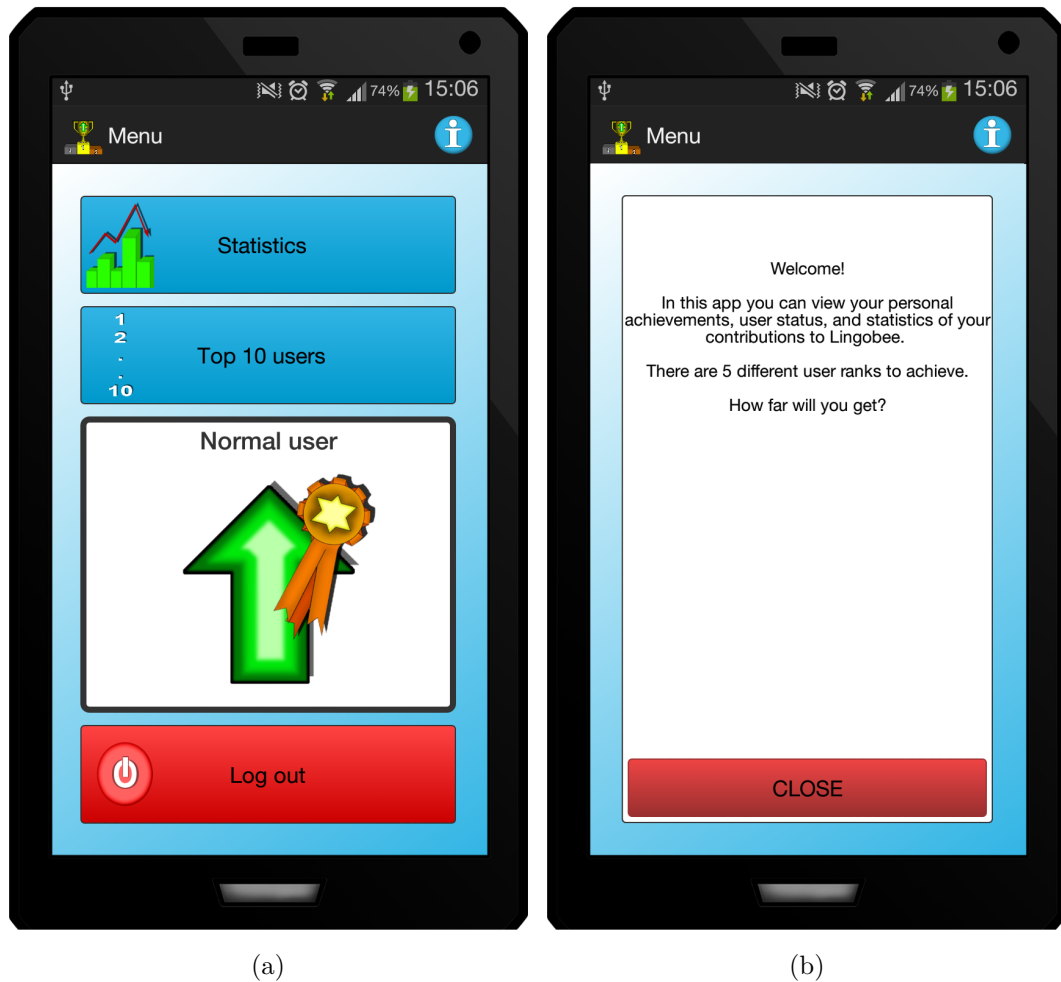 74% 15:06
Menu
Statistics
1
2
.
.
10
Top 10 users
Normal user
Log out
(a)
74% 15:06
Menu
Welcome!
In this app you can view your personal
achievements, user status, and statistics of your
contributions to Lingobee.
There are 5 different user ranks to achieve.
How far will you get?
CLOSE
(b)